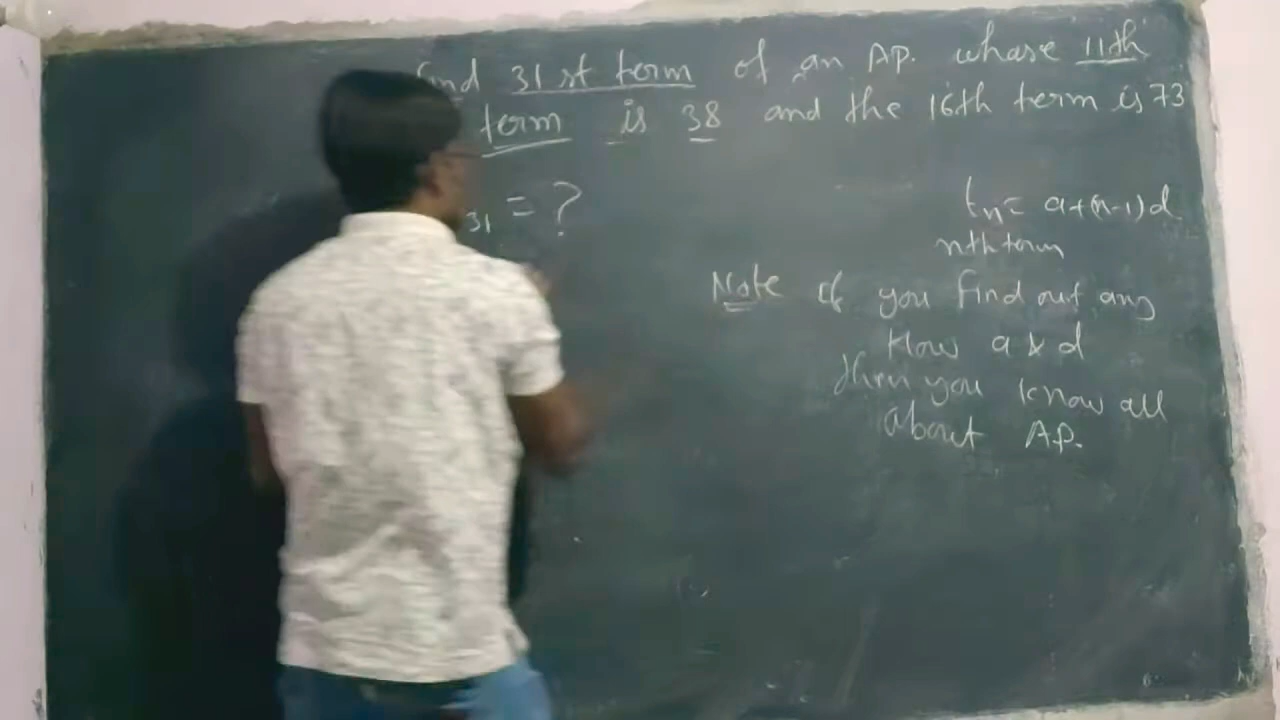 find 31st term of an AP. whose 11th
term is 38 and the 16th term is 73
31 = ?
tn = a+(n-1)d
nth term
Note If you find out any
know a & d
then you know all
about AP.